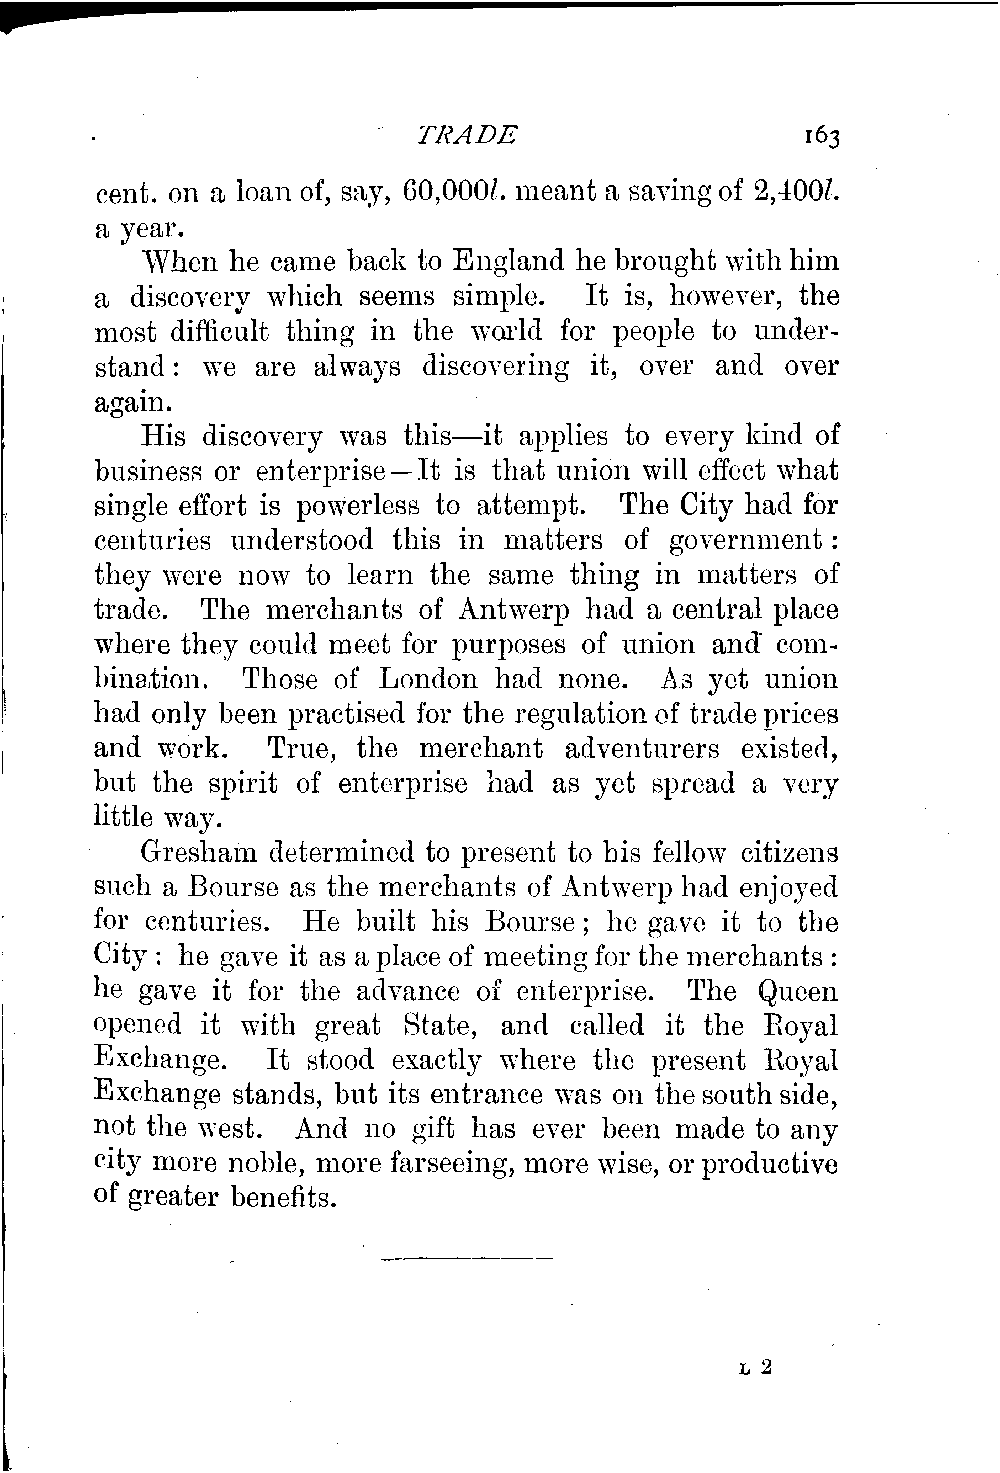 TRADE 163
cent. on a loan of, say, 60,000l. meant a saving of 2,400l.
a year.
When he came back to England he brought with him
a discovery which seems simple. It is, however, the
most difficult thing in the world for people to under-
stand: we are always discovering it, over and over
again.
His discovery was this—it applies to every kind of
business or enterprise—It is that union will effect what
single effort is powerless to attempt. The City had for
centuries understood this in matters of government:
they were now to learn the same thing in matters of
trade. The merchants of Antwerp had a central place
where they could meet for purposes of union and com-
bination. Those of London had none. As yet union
had only been practised for the regulation of trade prices
and work. True, the merchant adventurers existed,
but the spirit of enterprise had as yet spread a very
little way.
Gresham determined to present to his fellow citizens
such a Bourse as the merchants of Antwerp had enjoyed
for centuries. He built his Bourse; he gave it to the
City: he gave it as a place of meeting for the merchants:
he gave it for the advance of enterprise. The Queen
opened it with great State, and called it the Royal
Exchange. It stood exactly where the present Royal
Exchange stands, but its entrance was on the south side,
not the west. And no gift has ever been made to any
city more noble, more farseeing, more wise, or productive
of greater benefits.
L 2